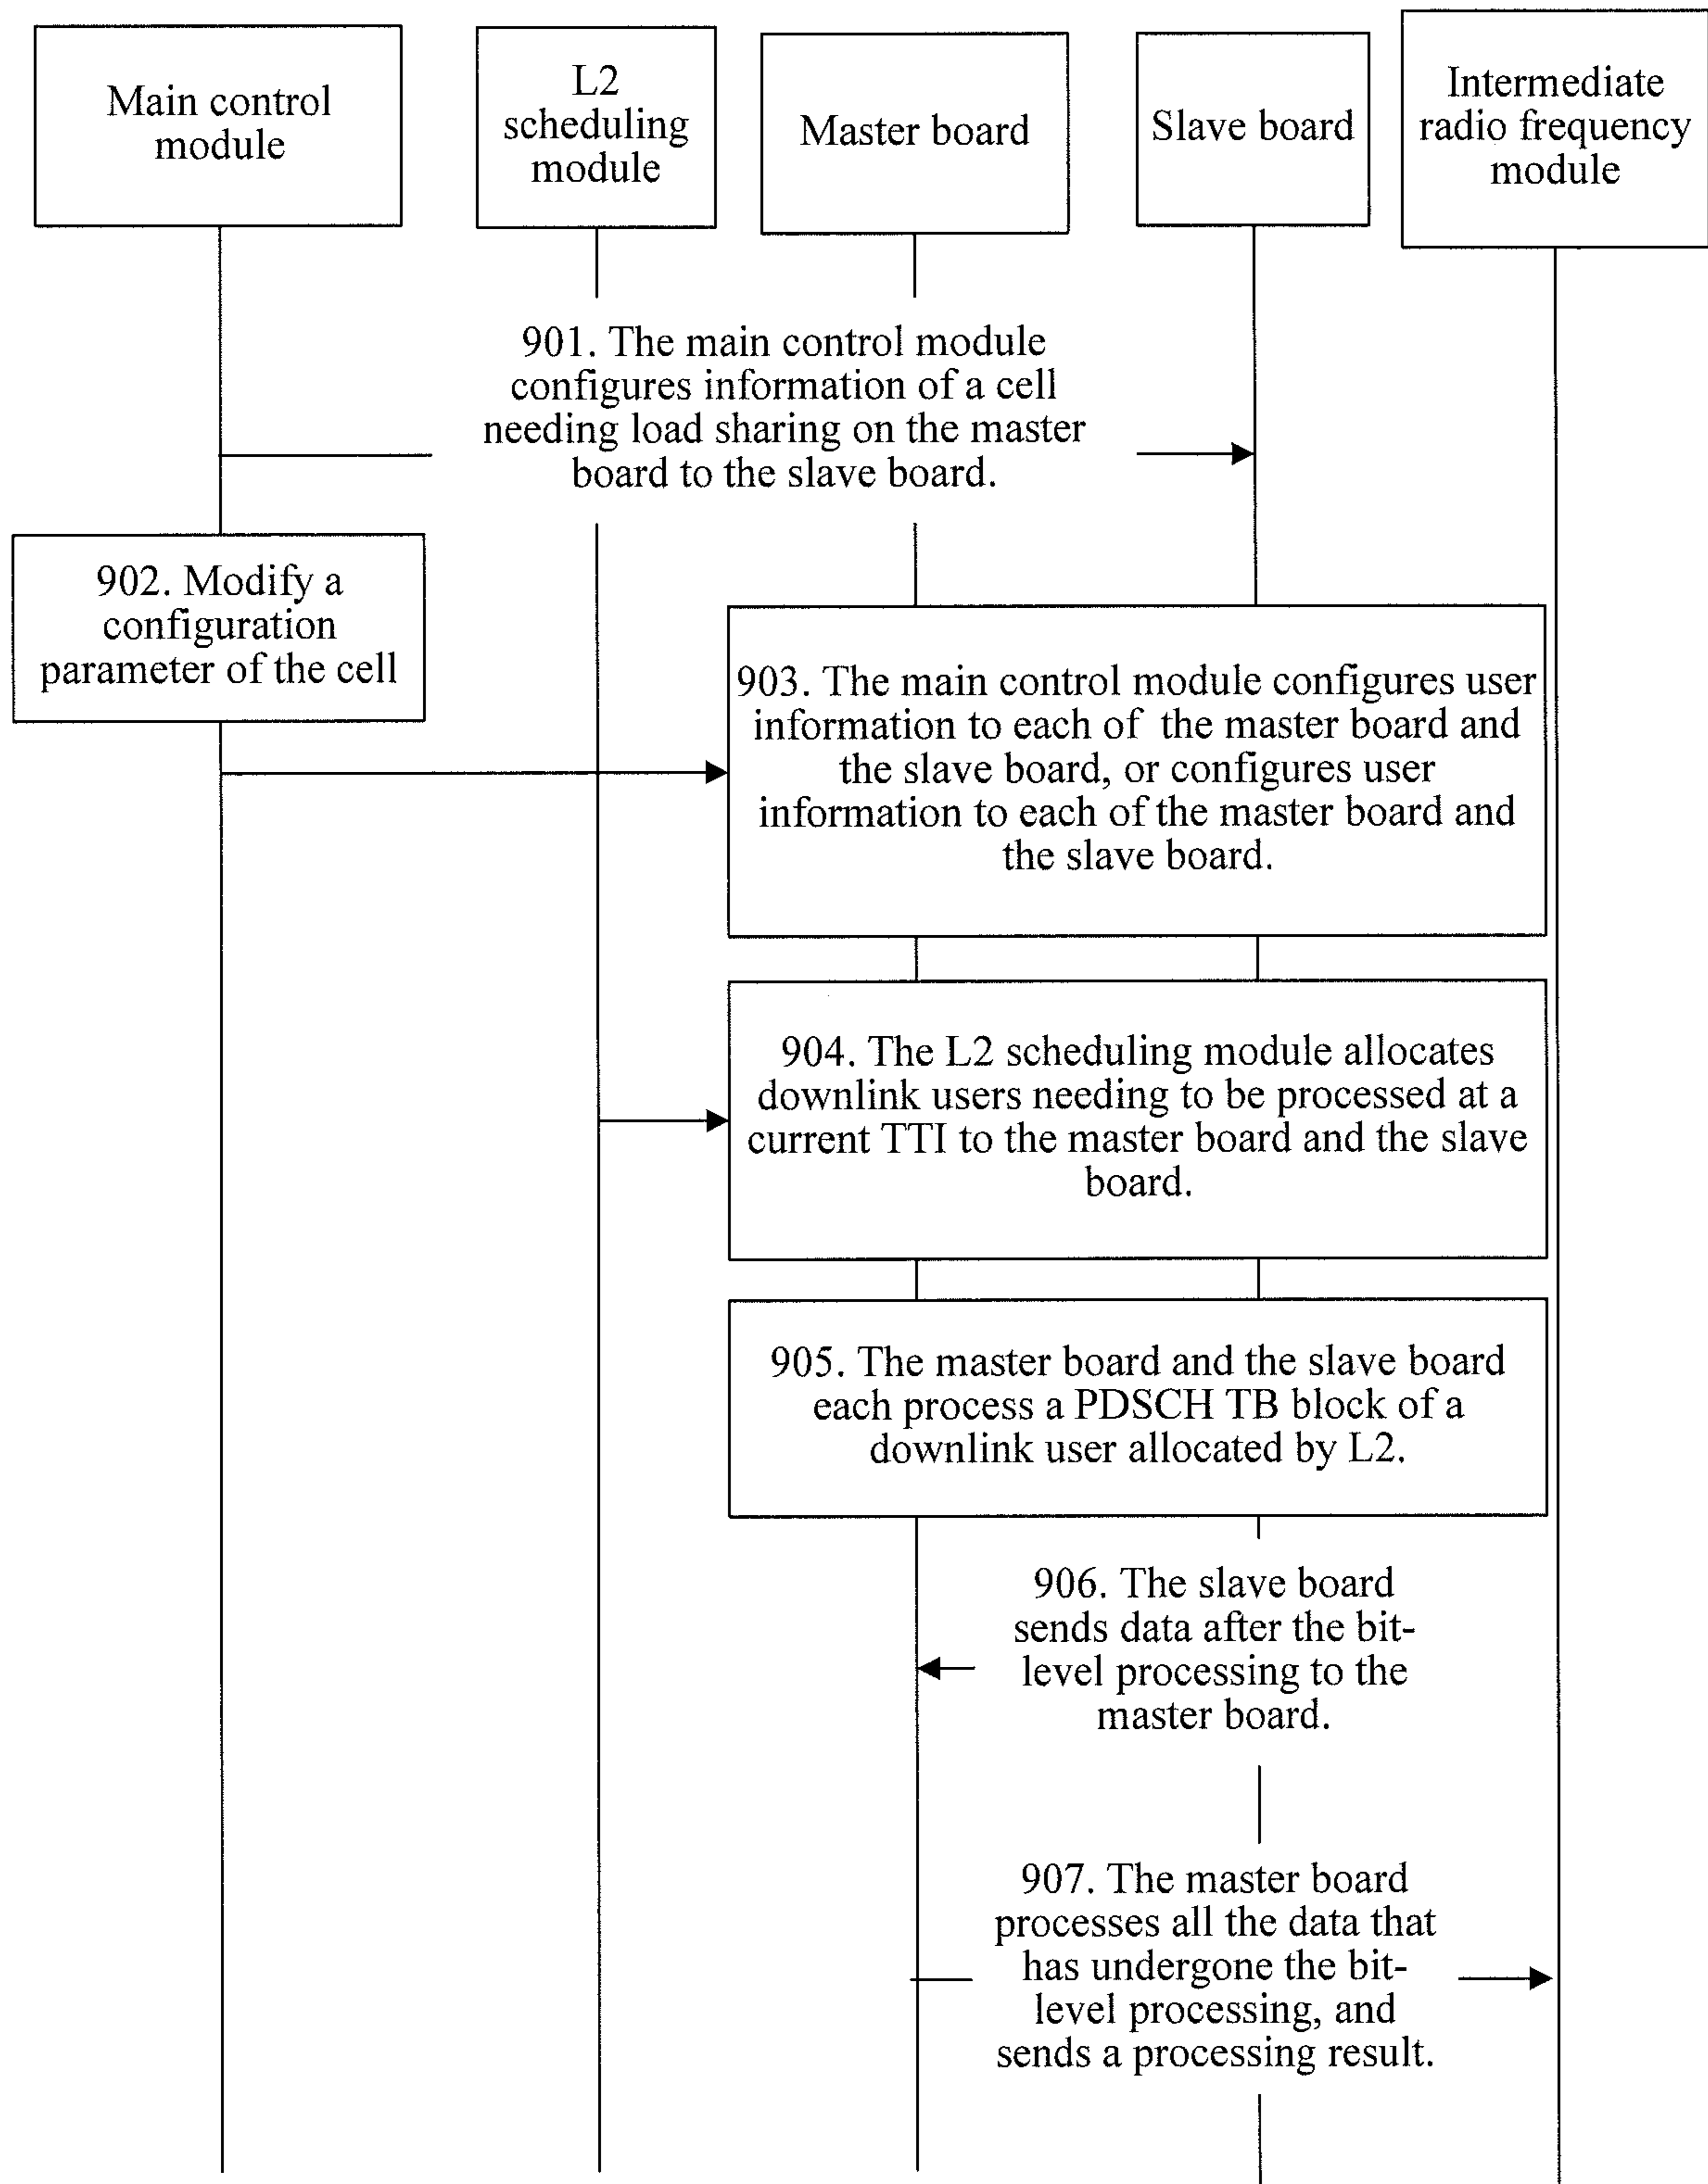 Main control
module
L2
scheduling
module
Master board
Slave board
Intermediate
radio frequency
module
901. The main control module
configures information of a cell
needing load sharing on the master
board to the slave board.
902. Modify a
configuration
parameter of the cell
903. The main control module configures user
information to each of the master board and
the slave board, or configures user
information to each of the master board and
the slave board.
904. The L2 scheduling module allocates
downlink users needing to be processed at a
current TTI to the master board and the slave
board.
905. The master board and the slave board
each process a PDSCH TB block of a
downlink user allocated by L2.
906. The slave board
sends data after the bit-
level processing to the
master board.
907. The master board
processes all the data that
has undergone the bit-
level processing, and
sends a processing result.